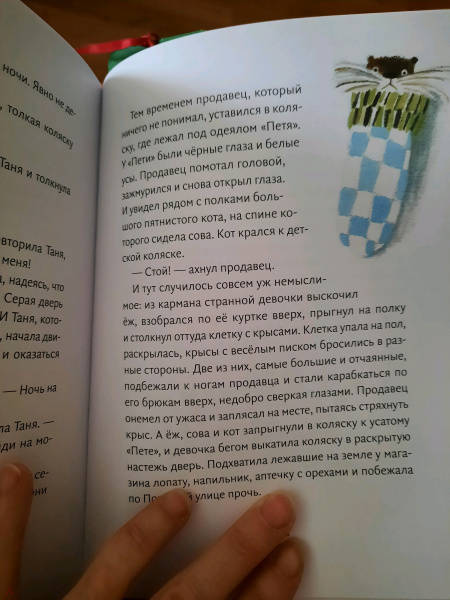 ночи. Явно не де-
толкая коляску
Таня и толкнула
вторила Таня,
меня!
надеясь, что
Серая дверь
И Таня, кото-
начала дви-
и оказаться
— Ночь на
ла Таня. —
ди на мо-
се-
Тем временем продавец, который
ничего не понимал, уставился в коля-
ску, где лежал под одеялом «Петя».
У «Пети» были чёрные глаза и белые
усы. Продавец помотал головой,
зажмурился и снова открыл глаза.
И увидел рядом с полками боль-
шого пятнистого кота, на спине ко-
торого сидела сова. Кот крался к дет-
ской коляске.
— Стой! — ахнул продавец.
И тут случилось совсем уж немысли-
мое: из кармана странной девочки выскочил
ёж, взобрался по её куртке вверх, прыгнул на полку
и столкнул оттуда клетку с крысами. Клетка упала на пол,
раскрылась, крысы с весёлым писком бросились в раз-
ные стороны. Две из них, самые большие и отчаянные,
подбежали к ногам продавца и стали карабкаться по
его брюкам вверх, недобро сверкая глазами. Продавец
онемел от ужаса и заплясал на месте, пытаясь стряхнуть
крыс. А ёж, сова и кот запрыгнули в коляску к усатому
«Пете», и девочка бегом выкатила коляску в раскрытую
настежь дверь. Подхватила лежавшие на земле у мага-
зина лопату, напильник, аптечку с орехами и побежала
по улице прочь.